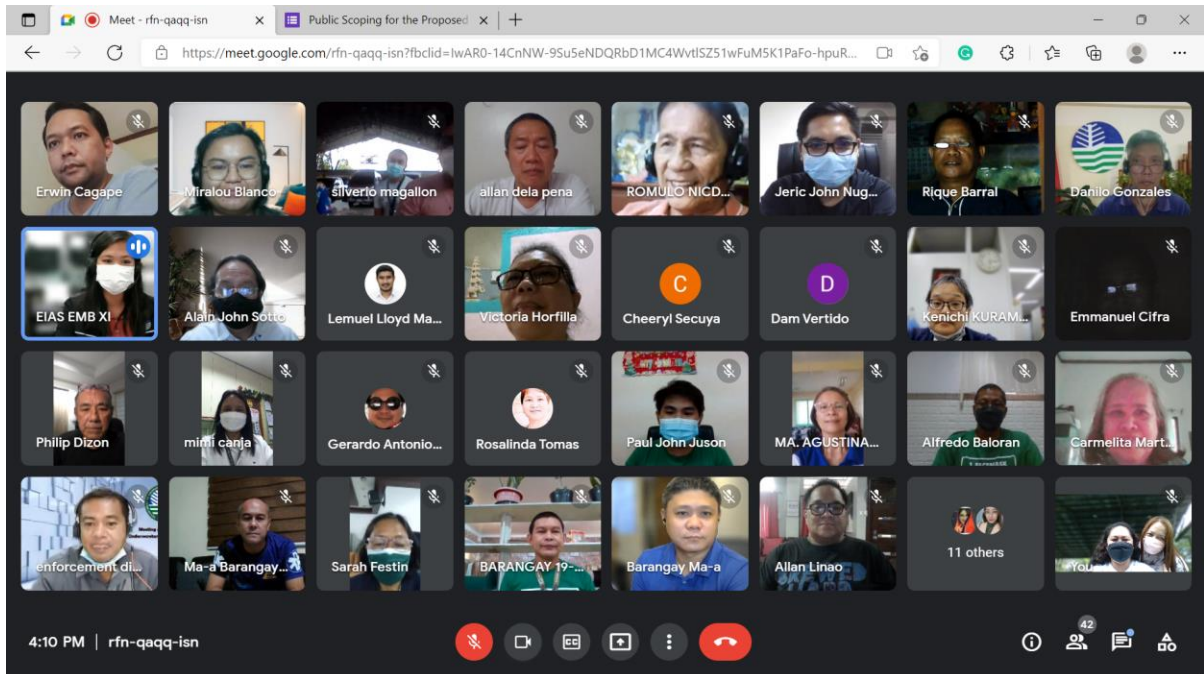 Meet - rfn-qaqq-isn
Public Scoping for the Proposed
https://meet.google.com/rfn-qaqq-isn?fbclid=IwAR0-14CnNW-9Su5eNDQRbD1MC4WvtlSZ51wFuM5K1PaFo-hpuR...
Erwin Cagape
Miralou Blanco
silverio magallon
allan dela pena
ROMULO NICD...
Jeric John Nug...
Rique Barral
Danilo Gonzales
EIAS EMB XI
Alain John Sotto
Lemuel Lloyd Ma...
Victoria Horfilla
C
Cheeryl Secuya
D
Dam Vertido
Kenichi KURAM...
Emmanuel Cifra
Philip Dizon
mimi canja
Gerardo Antonio...
Rosalinda Tomas
Paul John Juson
MA. AGUSTINA...
Alfredo Baloran
Carmelita Mart...
enforcement di...
Ma-a Barangay...
Sarah Festin
BARANGAY 19-...
Barangay Ma-a
Allan Linao
11 others
You
4:10 PM | rfn-qaqq-isn
CC
42